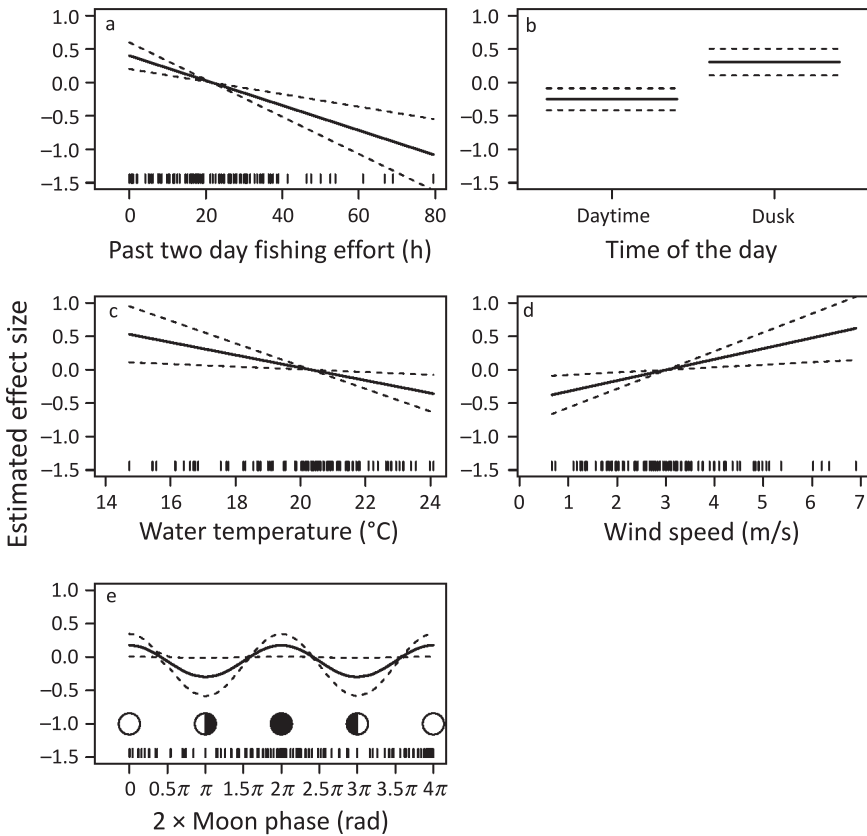 Estimated effect size
a
1.0
0.5
0.0
−0.5
−1.0
−1.5
0 20 40 60 80
Past two day fishing effort (h)
b
1.0
0.5
0.0
−0.5
−1.0
−1.5
Daytime Dusk
Time of the day
c
1.0
0.5
0.0
−0.5
−1.0
−1.5
14 16 18 20 22 24
Water temperature (°C)
d
1.0
0.5
0.0
−0.5
−1.0
−1.5
0 1 2 3 4 5 6 7
Wind speed (m/s)
e
1.0
0.5
0.0
−0.5
−1.0
−1.5
0 0.5π π 1.5π 2π 2.5π 3π 3.5π 4π
2 × Moon phase (rad)